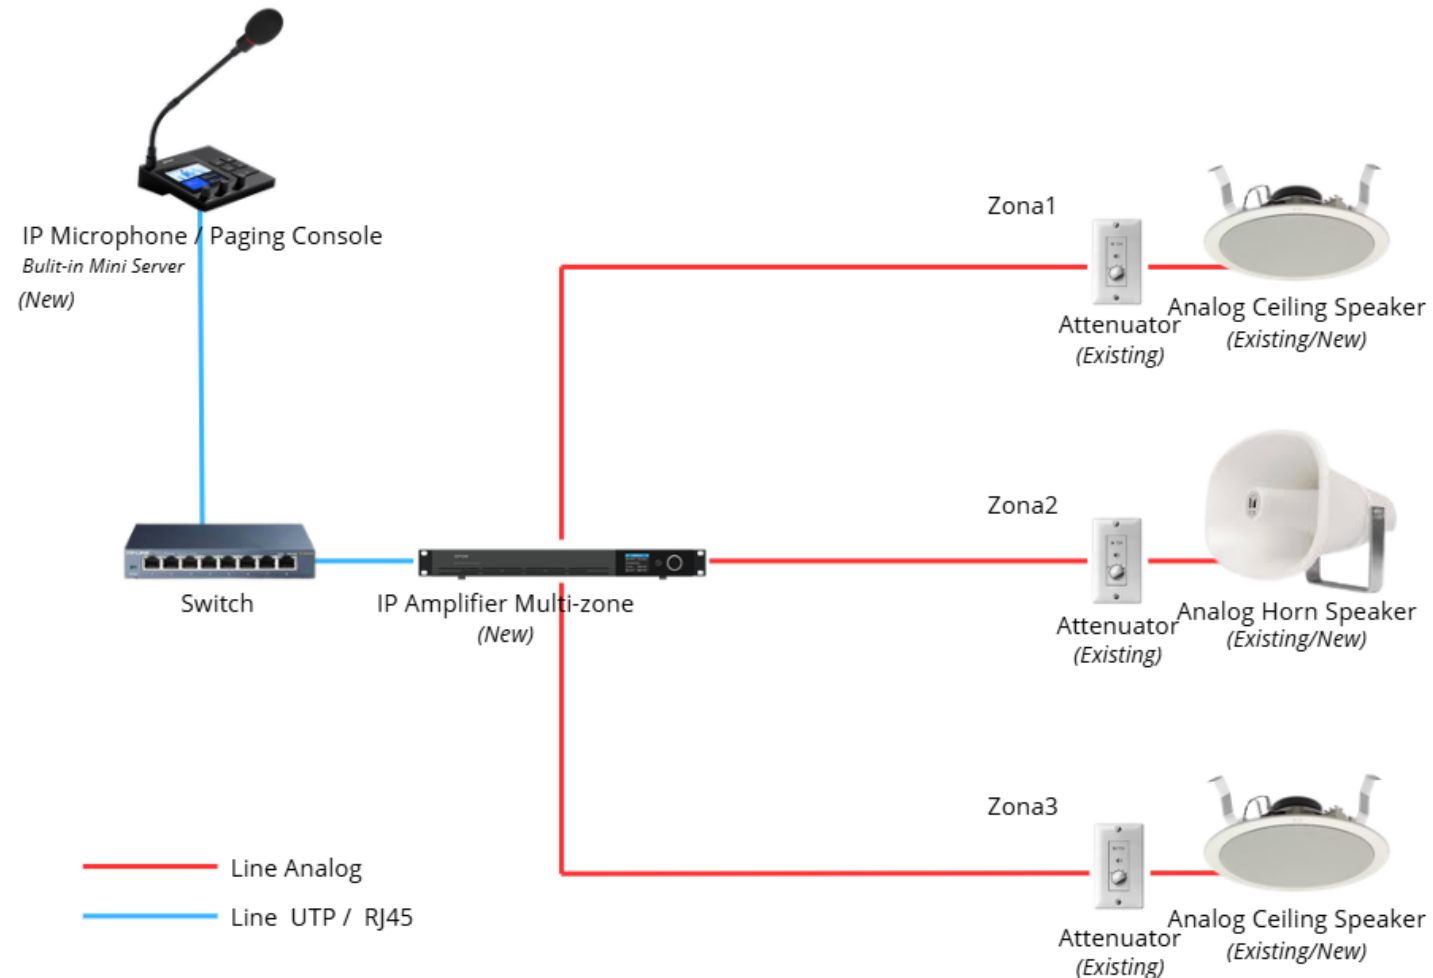 IP Microphone / Paging Console
Bulit-in Mini Server
(New)
Switch
IP Amplifier Multi-zone
(New)
Zona1
Attenuator
(Existing)
Analog Ceiling Speaker
(Existing/New)
Zona2
Attenuator
(Existing)
Analog Horn Speaker
(Existing/New)
Zona3
Attenuator
(Existing)
Analog Ceiling Speaker
(Existing/New)
Line Analog
Line UTP / RJ45